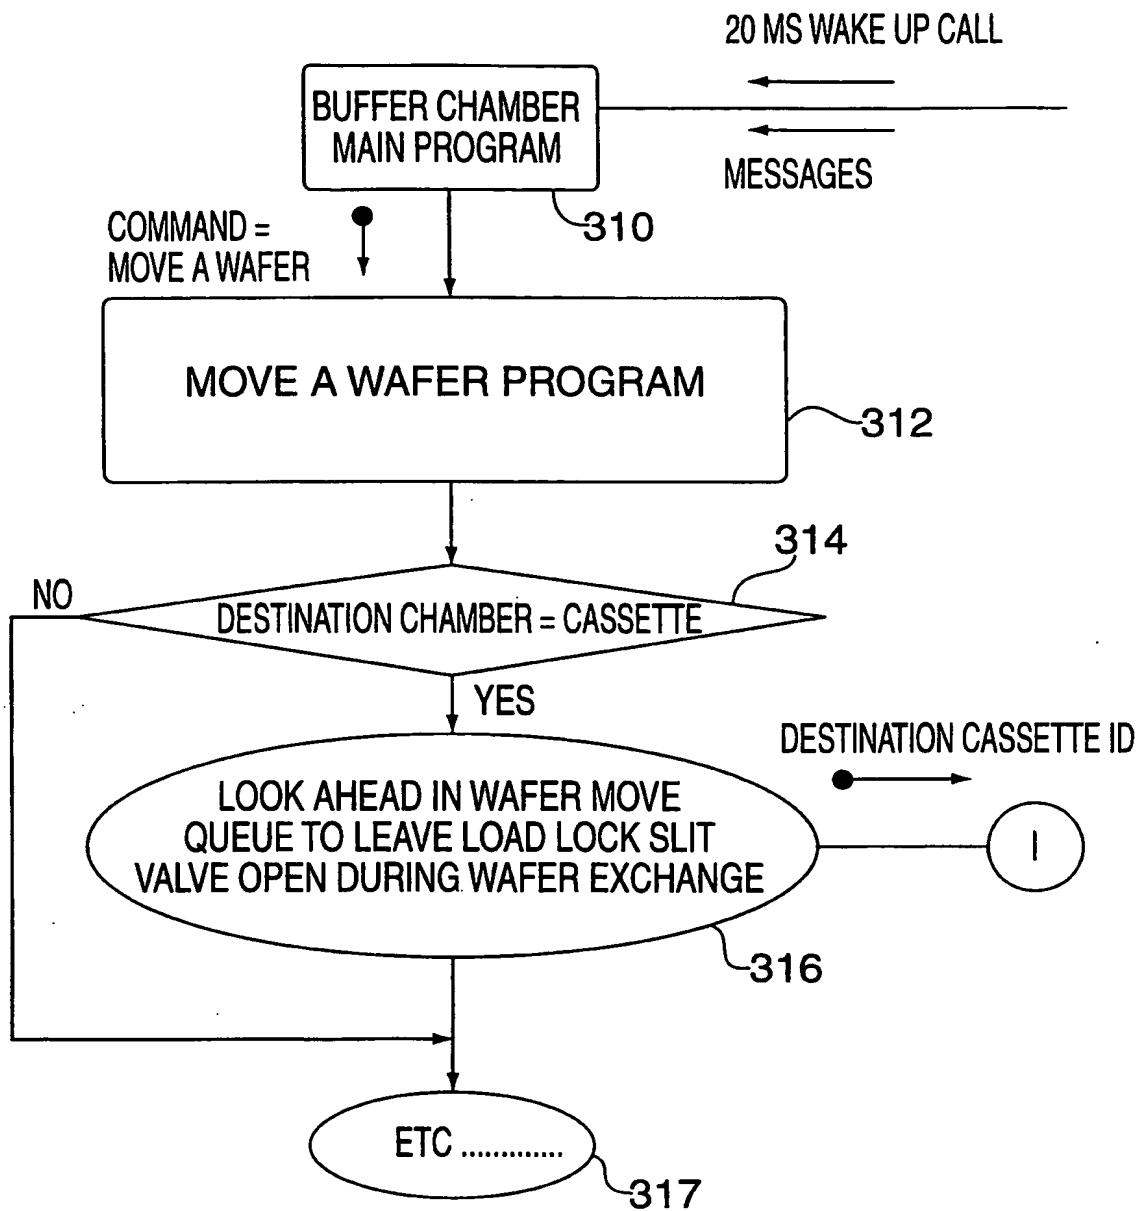 20 MS WAKE UP CALL
BUFFER CHAMBER
MAIN PROGRAM
MESSAGES
310
COMMAND =
MOVE A WAFER
MOVE A WAFER PROGRAM
312
314
NO
DESTINATION CHAMBER = CASSETTE
YES
DESTINATION CASSETTE ID
LOOK AHEAD IN WAFER MOVE
QUEUE TO LEAVE LOAD LOCK SLIT
VALVE OPEN DURING WAFER EXCHANGE
I
316
ETC .............
317